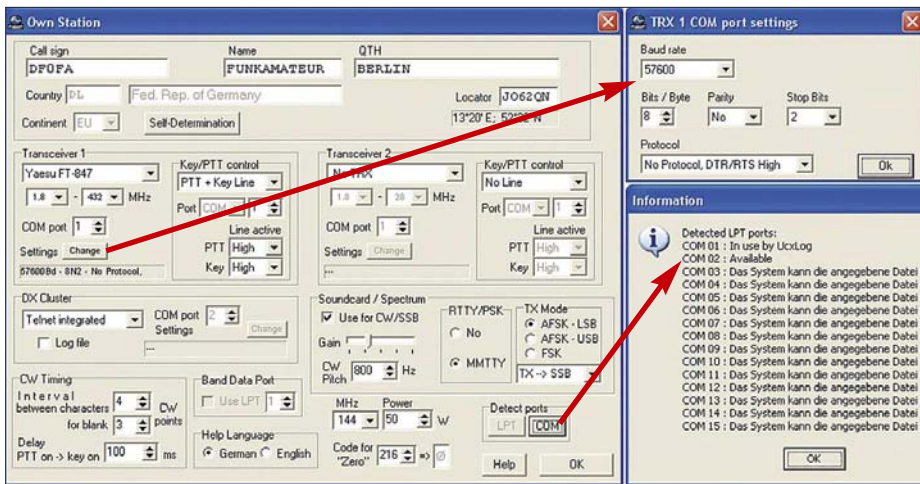 Own Station
Call sign Name QTH
DF0FA FUNKAMATEUR BERLIN
Country DL Fed. Rep. of Germany Locator JO62QN
Continent EU Self-Determination 13°20' E;
Transceiver 1
Yaesu FT-847
1.8 - 432 MHz
COM port 1
Settings Change
57600Bd - 8N2 - No Protocol,
Key/PTT control
PTT + Key Line
Port COM 1
Line active
PTT High
Key High
Transceiver 2
No TRX
1.8 - 30 MHz
COM port 1
Settings Change
...
Key/PTT control
No Line
Port COM 1
Line active
PTT High
Key High
DX Cluster
Telnet integrated COM port 2
Settings Change
Log file ...
Soundcard / Spectrum
Use for CW/SSB
Gain
CW Pitch 800 Hz
RTTY/PSK
No
MMTTY
TX Mode
AFSK - LSB
AFSK - USB
FSK
TX -> SSB
CW Timing
Interval
between characters 4 CW
for blank 3 points
Delay
PTT on -> key on 100 ms
Band Data Port
Use LPT 1
Help Language
German English
MHz Power
144 50 W
Code for
"Zero" 216 => Ø
Detect ports
LPT COM
Help OK
TRX 1 COM port settings
Baud rate
57600
Bits / Byte Parity Stop Bits
8 No 2
Protocol
No Protocol, DTR/RTS High Ok
Information
Detected LPT ports:
COM 01 : In use by UcxLog
COM 02 : Available
COM 03 : Das System kann die angegebene Datei
COM 04 : Das System kann die angegebene Datei
COM 05 : Das System kann die angegebene Datei
COM 06 : Das System kann die angegebene Datei
COM 07 : Das System kann die angegebene Datei
COM 08 : Das System kann die angegebene Datei
COM 09 : Das System kann die angegebene Datei
COM 10 : Das System kann die angegebene Datei
COM 11 : Das System kann die angegebene Datei
COM 12 : Das System kann die angegebene Datei
COM 13 : Das System kann die angegebene Datei
COM 14 : Das System kann die angegebene Datei
COM 15 : Das System kann die angegebene Datei
OK